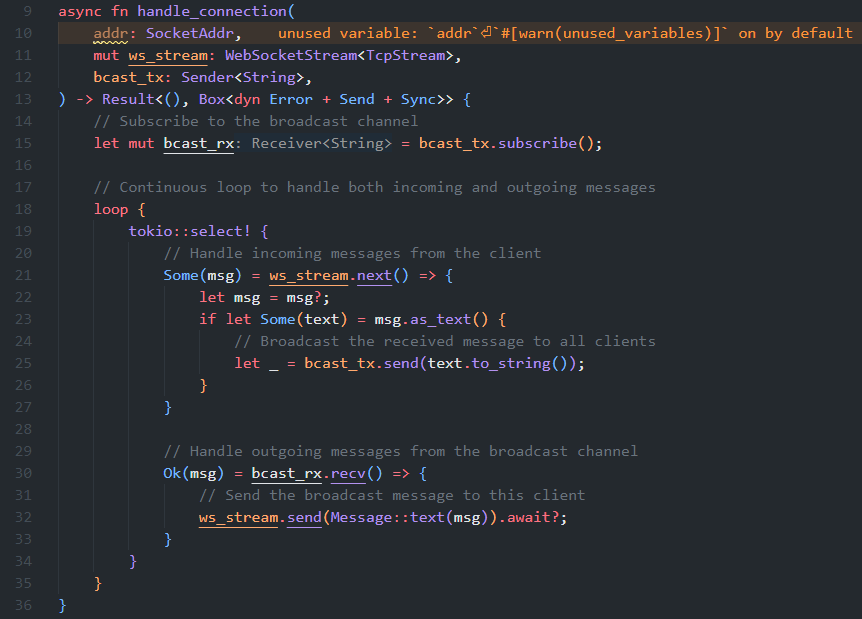 9 async fn handle_connection(
10     addr: SocketAddr,    unused variable: `addr`⏎`#[warn(unused_variables)]` on by default
11     mut ws_stream: WebSocketStream<TcpStream>,
12     bcast_tx: Sender<String>,
13 ) -> Result<(), Box<dyn Error + Send + Sync>> {
14     // Subscribe to the broadcast channel
15     let mut bcast_rx: Receiver<String> = bcast_tx.subscribe();
16
17     // Continuous loop to handle both incoming and outgoing messages
18     loop {
19         tokio::select! {
20             // Handle incoming messages from the client
21             Some(msg) = ws_stream.next() => {
22                 let msg = msg?;
23                 if let Some(text) = msg.as_text() {
24                     // Broadcast the received message to all clients
25                     let _ = bcast_tx.send(text.to_string());
26                 }
27             }
28
29             // Handle outgoing messages from the broadcast channel
30             Ok(msg) = bcast_rx.recv() => {
31                 // Send the broadcast message to this client
32                 ws_stream.send(Message::text(msg)).await?;
33             }
34         }
35     }
36 }